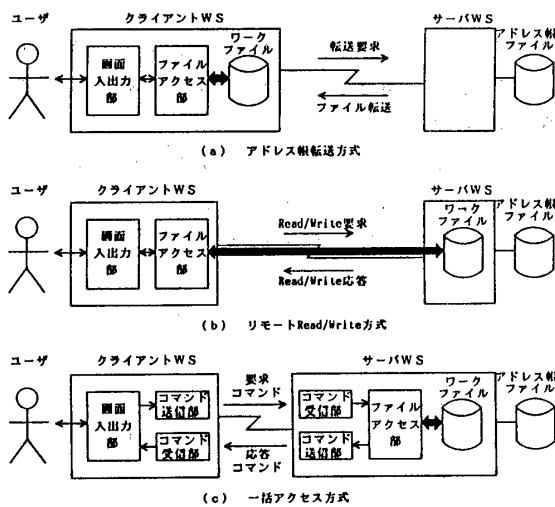 ユーザ
クライアントWS
サーバWS
アドレス帳
ファイル
画面
入出力
部
ファイル
アクセス
部
ワーク
ファイル
転送要求
ファイル転送
(a) アドレス帳転送方式
ユーザ
クライアントWS
サーバWS
アドレス帳
ファイル
画面
入出力
部
ファイル
アクセス
部
Read/Write要求
Read/Write応答
ワーク
ファイル
(b) リモートRead/Write方式
ユーザ
クライアントWS
サーバWS
アドレス帳
ファイル
画面
入出力
部
コマンド
送信部
コマンド
受信部
要求
コマンド
応答
コマンド
コマンド
受信部
コマンド
送信部
ファイル
アクセス
部
ワーク
ファイル
(c) 一括アクセス方式